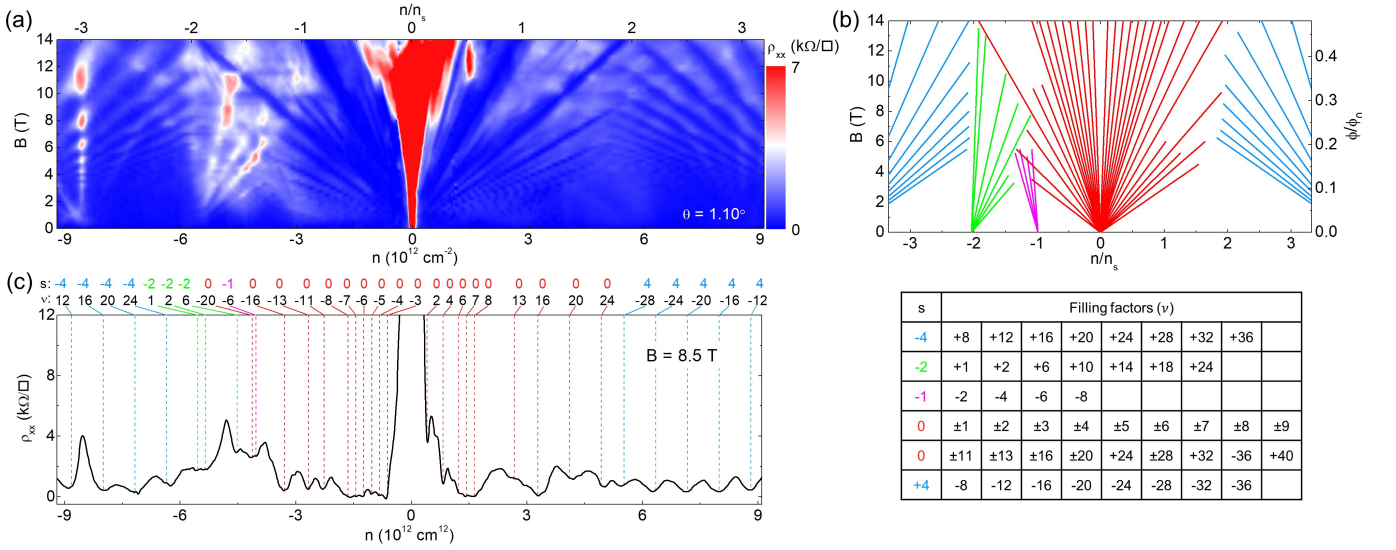 (a)
n/ns
-3 -2 -1 0 1 2 3
14 12 10 8 6 4 2 0
B (T)
ρxx (kΩ/□)
7
0
θ = 1.10°
-9 -6 -3 0 3 6 9
n (10^12 cm^-2)
(b)
14 12 10 8 6 4 2 0
B (T)
0.4 0.3 0.2 0.1 0.0
ϕ/ϕ0
-3 -2 -1 0 1 2 3
n/ns
(c)
s: -4 -4 -4 -4 -2 -2 -2 0 -1 0 0 0 0 0 0 0 0 0 0 0 0 0 0 0 0 0 0 4 4 4 4 4
ν: 12 16 20 24 1 2 6 -20 -6 -16 -13 -11 -8 -7 -6 -5 -4 -3 2 4 6 7 8 13 16 20 24 -28 -24 -20 -16 -12
12
8
4
0
ρxx (kΩ/□)
B = 8.5 T
-9 -6 -3 0 3 6 9
n (10^12 cm^12)
s Filling factors (ν)
-4 +8 +12 +16 +20 +24 +28 +32 +36
-2 +1 +2 +6 +10 +14 +18 +24
-1 -2 -4 -6 -8
0 ±1 ±2 ±3 ±4 ±5 ±6 ±7 ±8 ±9
0 ±11 ±13 ±16 ±20 +24 ±28 +32 -36 +40
+4 -8 -12 -16 -20 -24 -28 -32 -36